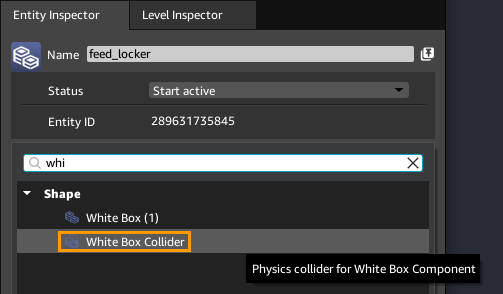 Entity Inspector
Level Inspector
Name feed_locker
Status Start active
Entity ID 289631735845
whi
Shape
White Box (1)
White Box Collider
Physics collider for White Box Component